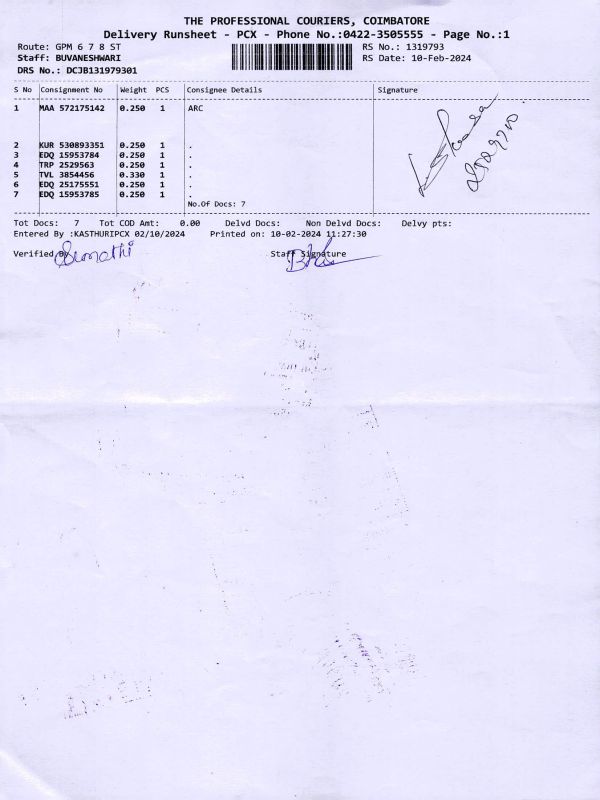 THE PROFESSIONAL COURIERS, COIMBATORE
Delivery Runsheet - PCX - Phone No.:0422-3505555 - Page No.:1
Route: GPM 6 7 8 ST RS No.: 1319793
Staff: BUVANESHWARI RS Date: 10-Feb-2024
DRS No.: DCJB131979301
S No Consignment No Weight PCS Consignee Details Signature
1 MAA 572175142 0.250 1 ARC
2 KUR 530893351 0.250 1 .
3 EDQ 15953784 0.250 1 .
4 TRP 2529563 0.250 1 .
5 TVL 3854456 0.330 1 .
6 EDQ 25175551 0.250 1 .
7 EDQ 15953785 0.250 1 .
No.Of Docs: 7
Tot Docs: 7 Tot COD Amt: 0.00 Delvd Docs: Non Delvd Docs: Delvy pts:
Entered By :KASTHURIPCX 02/10/2024 Printed on: 10-02-2024 11:27:30
Verified By Sumathi Staff Signature